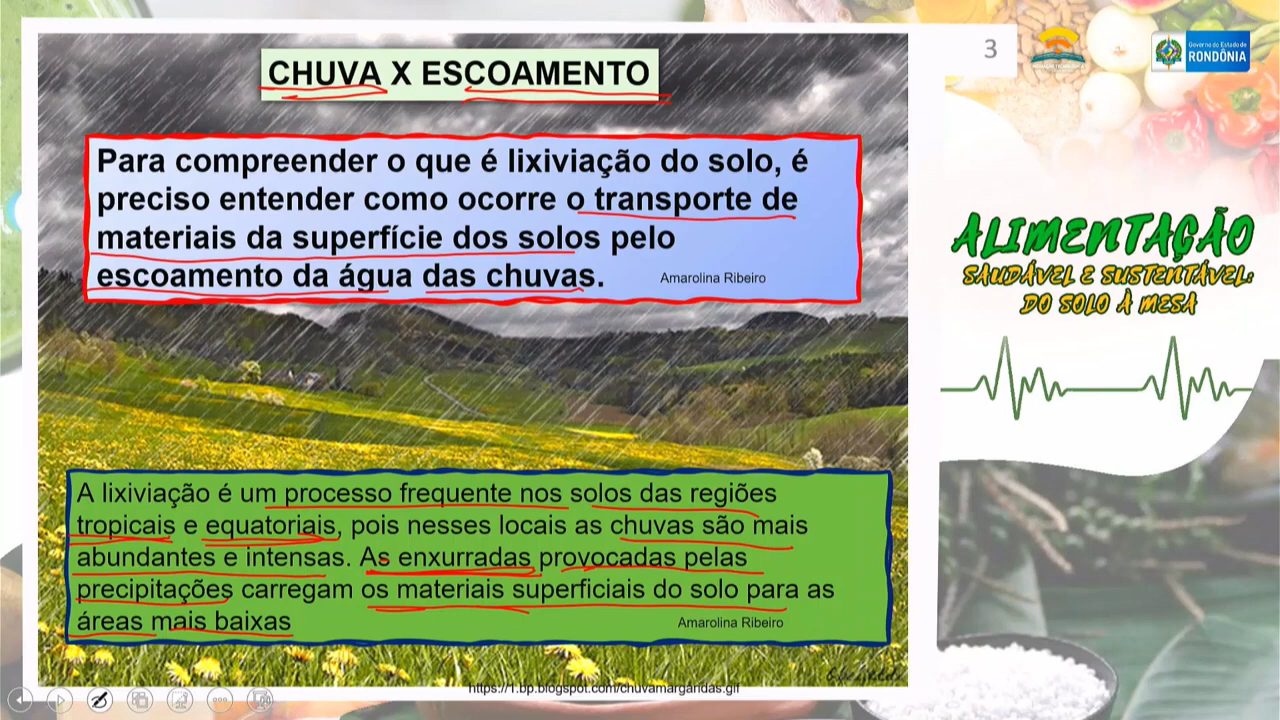 3
Governo do Estado de
RONDÔNIA
CHUVA X ESCOAMENTO
Para compreender o que é lixiviação do solo, é
preciso entender como ocorre o transporte de
materiais da superfície dos solos pelo
escoamento da água das chuvas.
Amarolina Ribeiro
ALIMENTAÇÃO
SAUDÁVEL E SUSTENTÁVEL:
DO SOLO À MESA
A lixiviação é um processo frequente nos solos das regiões
tropicais e equatoriais, pois nesses locais as chuvas são mais
abundantes e intensas. As enxurradas provocadas pelas
precipitações carregam os materiais superficiais do solo para as
áreas mais baixas
Amarolina Ribeiro
https://1.bp.blogspot.com/chuvamargaridas.gif